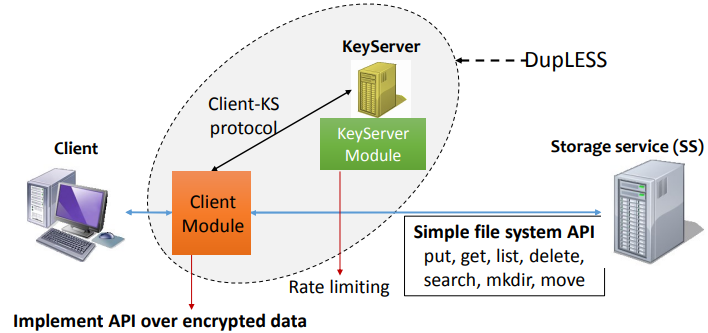 KeyServer
DupLESS
Client-KS
protocol
KeyServer
Module
Client
Storage service (SS)
Client
Module
Simple file system API
put, get, list, delete,
search, mkdir, move
Rate limiting
Implement API over encrypted data